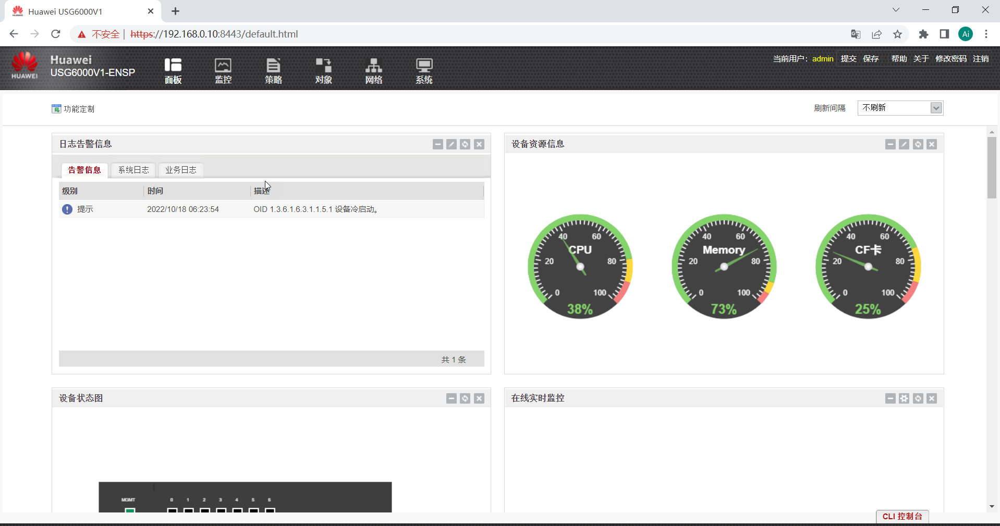 Huawei USG6000V1
不安全 | https://192.168.0.10:8443/default.html
Ai
HUAWEI
Huawei
USG6000V1-ENSP
面板
监控
策略
对象
网络
系统
当前用户： admin 提交 保存 帮助 关于 修改密码 注销
功能定制
刷新间隔 不刷新
日志告警信息
告警信息 系统日志 业务日志
级别 时间 描述
提示 2022/10/18 06:23:54 OID 1.3.6.1.6.3.1.1.5.1 设备冷启动。
共 1 条
设备资源信息
0 20 40 60 80 100
CPU
38%
0 20 40 60 80 100
Memory
73%
0 20 40 60 80 100
CF卡
25%
设备状态图
MGMT 0 1 2 3 4 5 6
在线实时监控
CLI 控制台